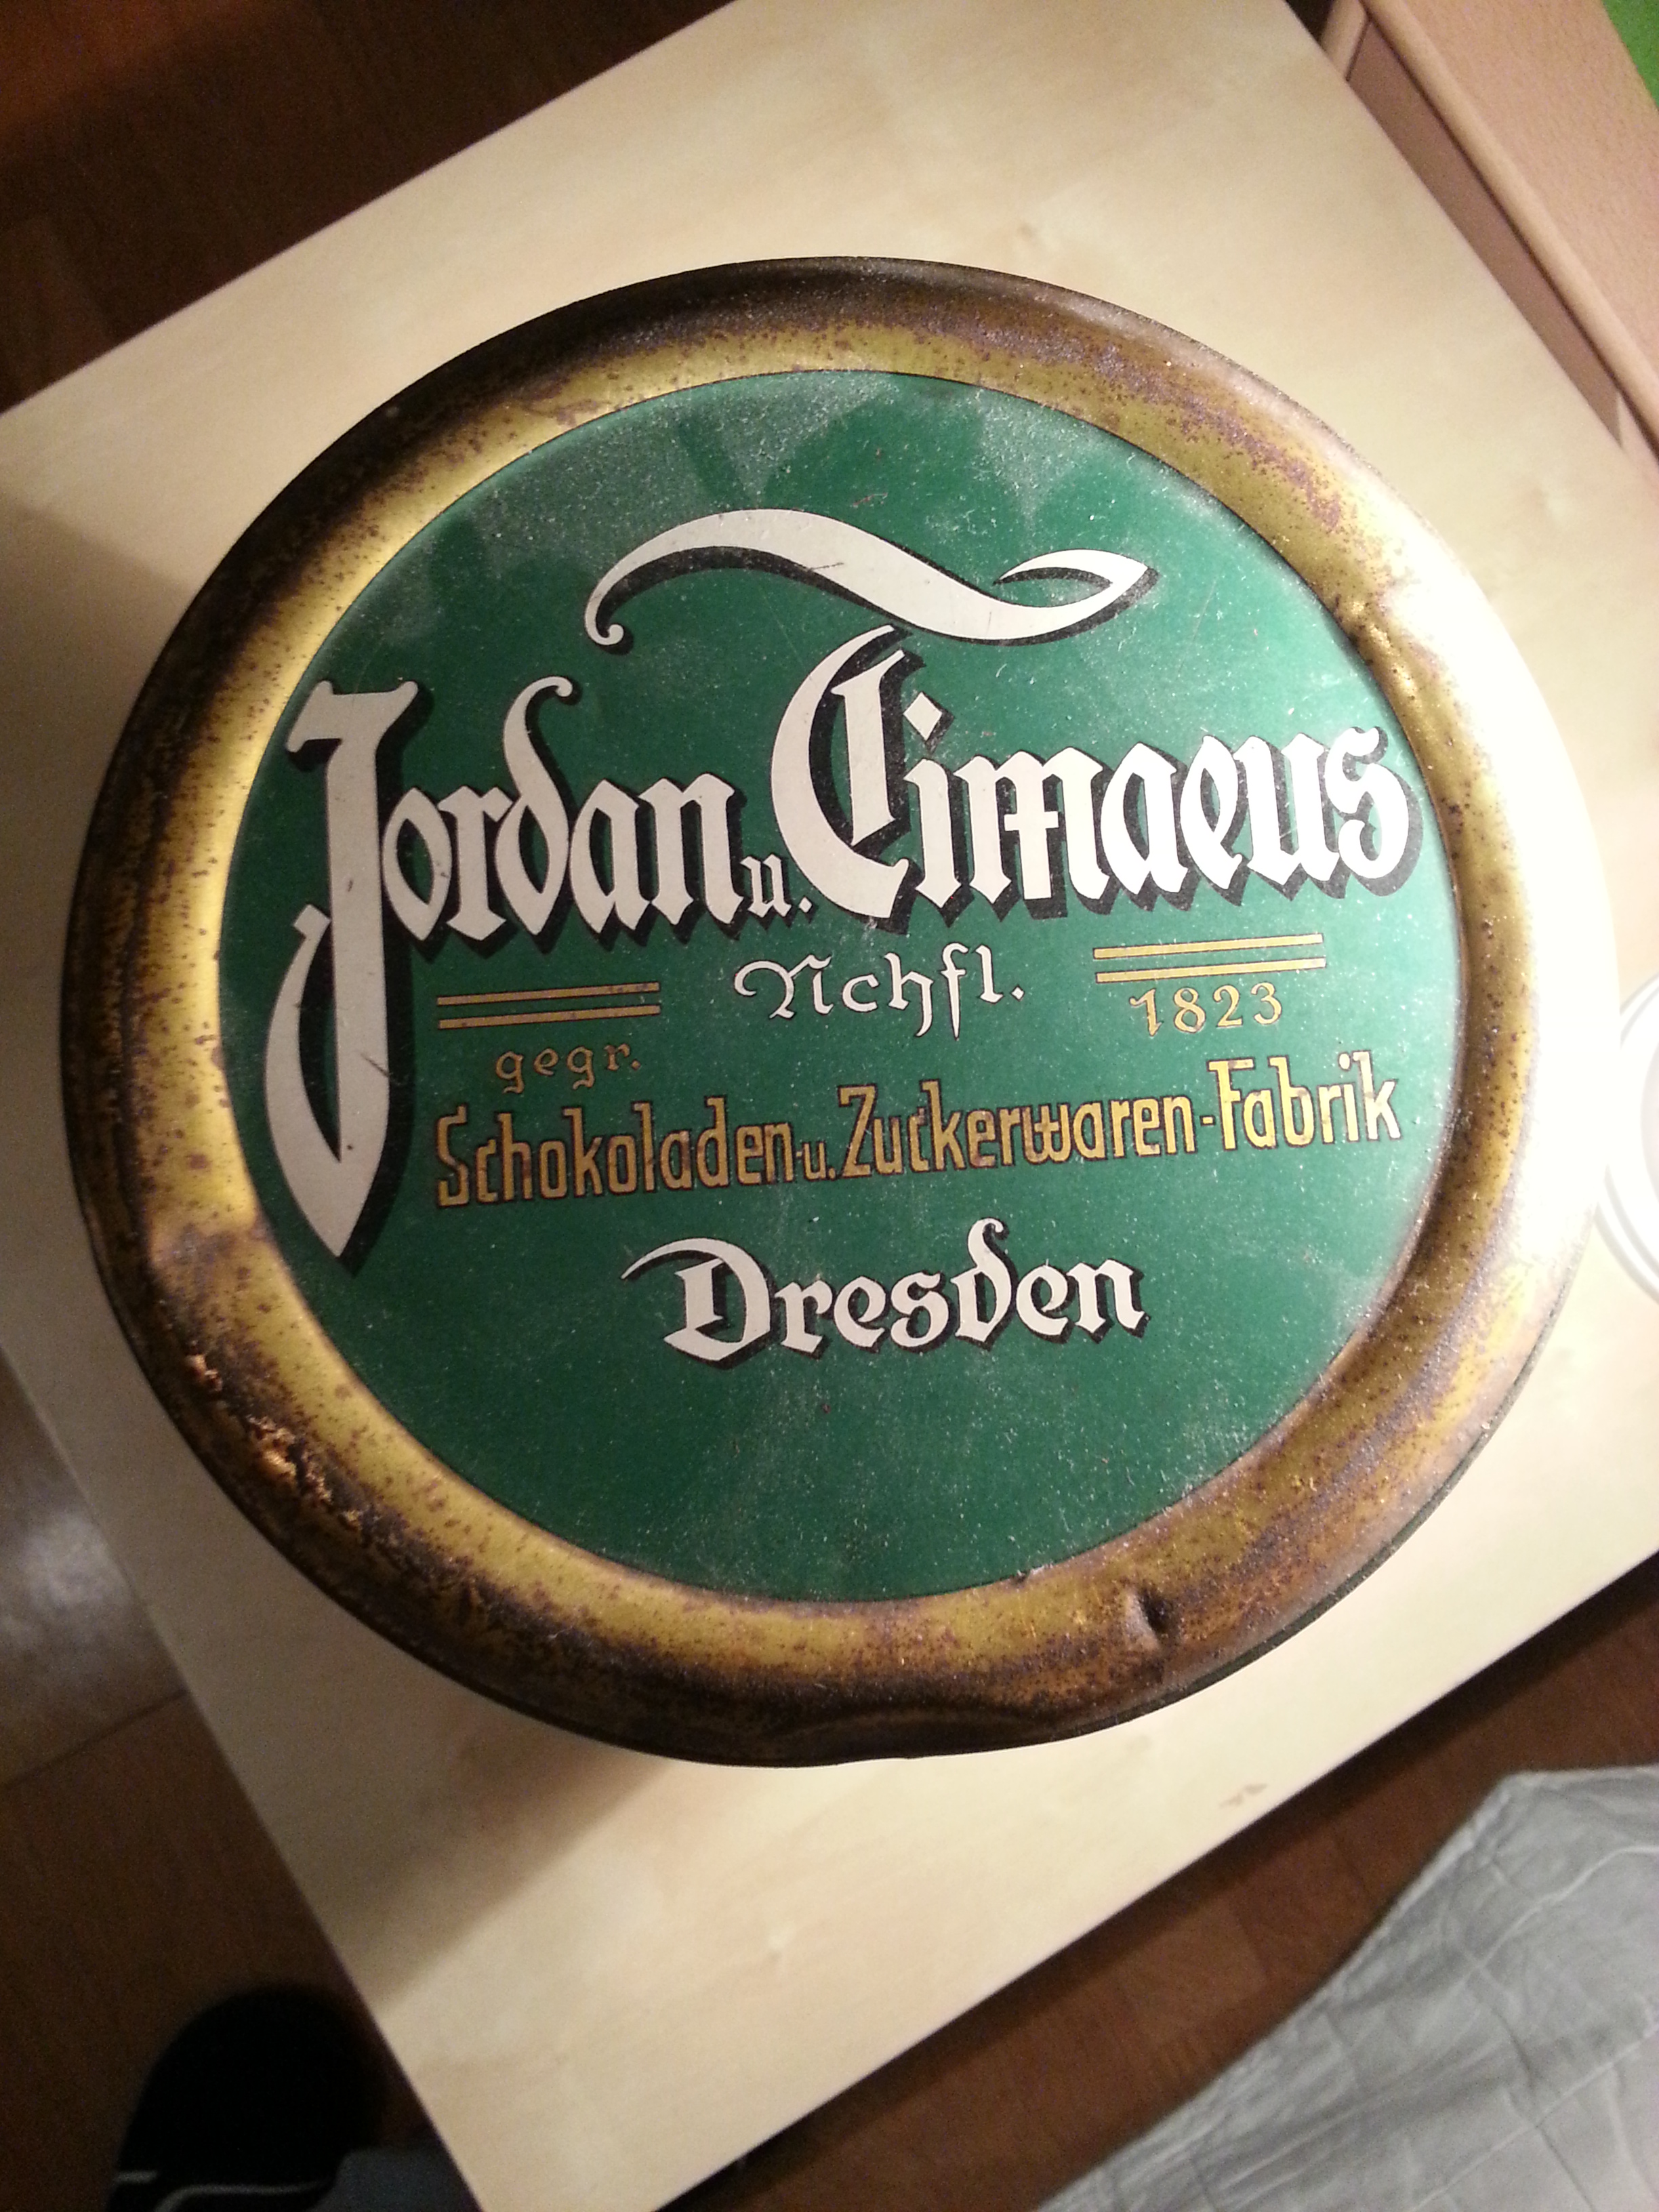 Jordan u. Timaeus
Nchfl.
gegr. 1823
Schokoladen-u. Zuckerwaren-Fabrik
Dresden